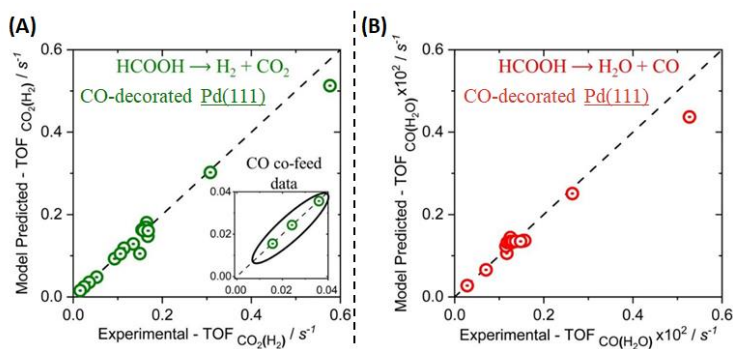 (A)
0.6
0.4
0.2
0.0
Model Predicted - TOF CO₂(H₂) / s⁻¹
HCOOH → H₂ + CO₂
CO-decorated Pd(111)
CO co-feed
data
0.04
0.02
0.00
0.00 0.02 0.04
0.0 0.2 0.4 0.6
Experimental - TOF CO₂(H₂) / s⁻¹
(B)
0.6
0.4
0.2
0.0
Model Predicted - TOF CO(H₂O) ×10² / s⁻¹
HCOOH → H₂O + CO
CO-decorated Pd(111)
0.0 0.2 0.4 0.6
Experimental - TOF CO(H₂O) ×10² / s⁻¹